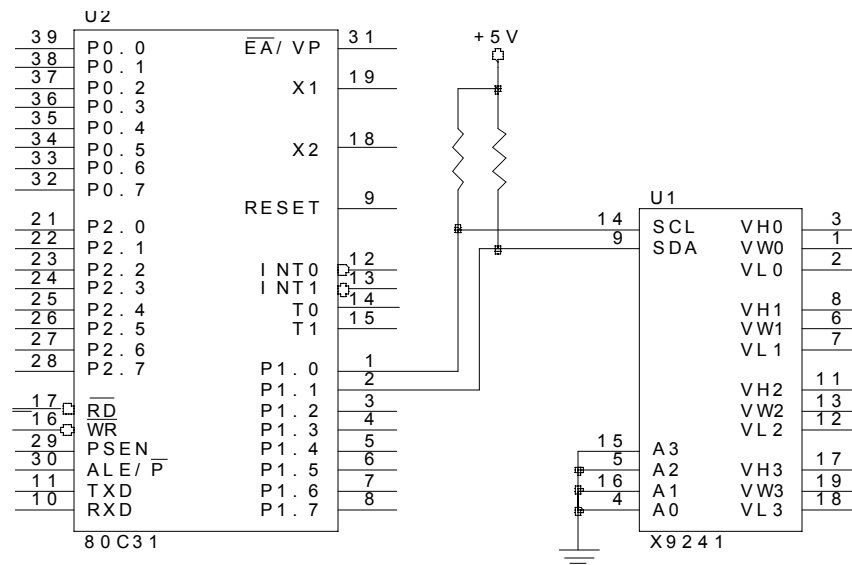 U2
39 P0.0
38 P0.1
37 P0.2
36 P0.3
35 P0.4
34 P0.5
33 P0.6
32 P0.7
21 P2.0
22 P2.1
23 P2.2
24 P2.3
25 P2.4
26 P2.5
27 P2.6
28 P2.7
17 RD
16 WR
29 PSEN
30 ALE/P
11 TXD
10 RXD
EA/VP 31
X1 19
X2 18
RESET 9
INT0 12
INT1 13
T0 14
T1 15
P1.0 1
P1.1 2
P1.2 3
P1.3 4
P1.4 5
P1.5 6
P1.6 7
P1.7 8
80C31
+5V
U1
14 SCL
9 SDA
15 A3
5 A2
16 A1
4 A0
VH0 3
VW0 1
VL0 2
VH1 8
VW1 6
VL1 7
VH2 11
VW2 13
VL2 12
VH3 17
VW3 19
VL3 18
X9241